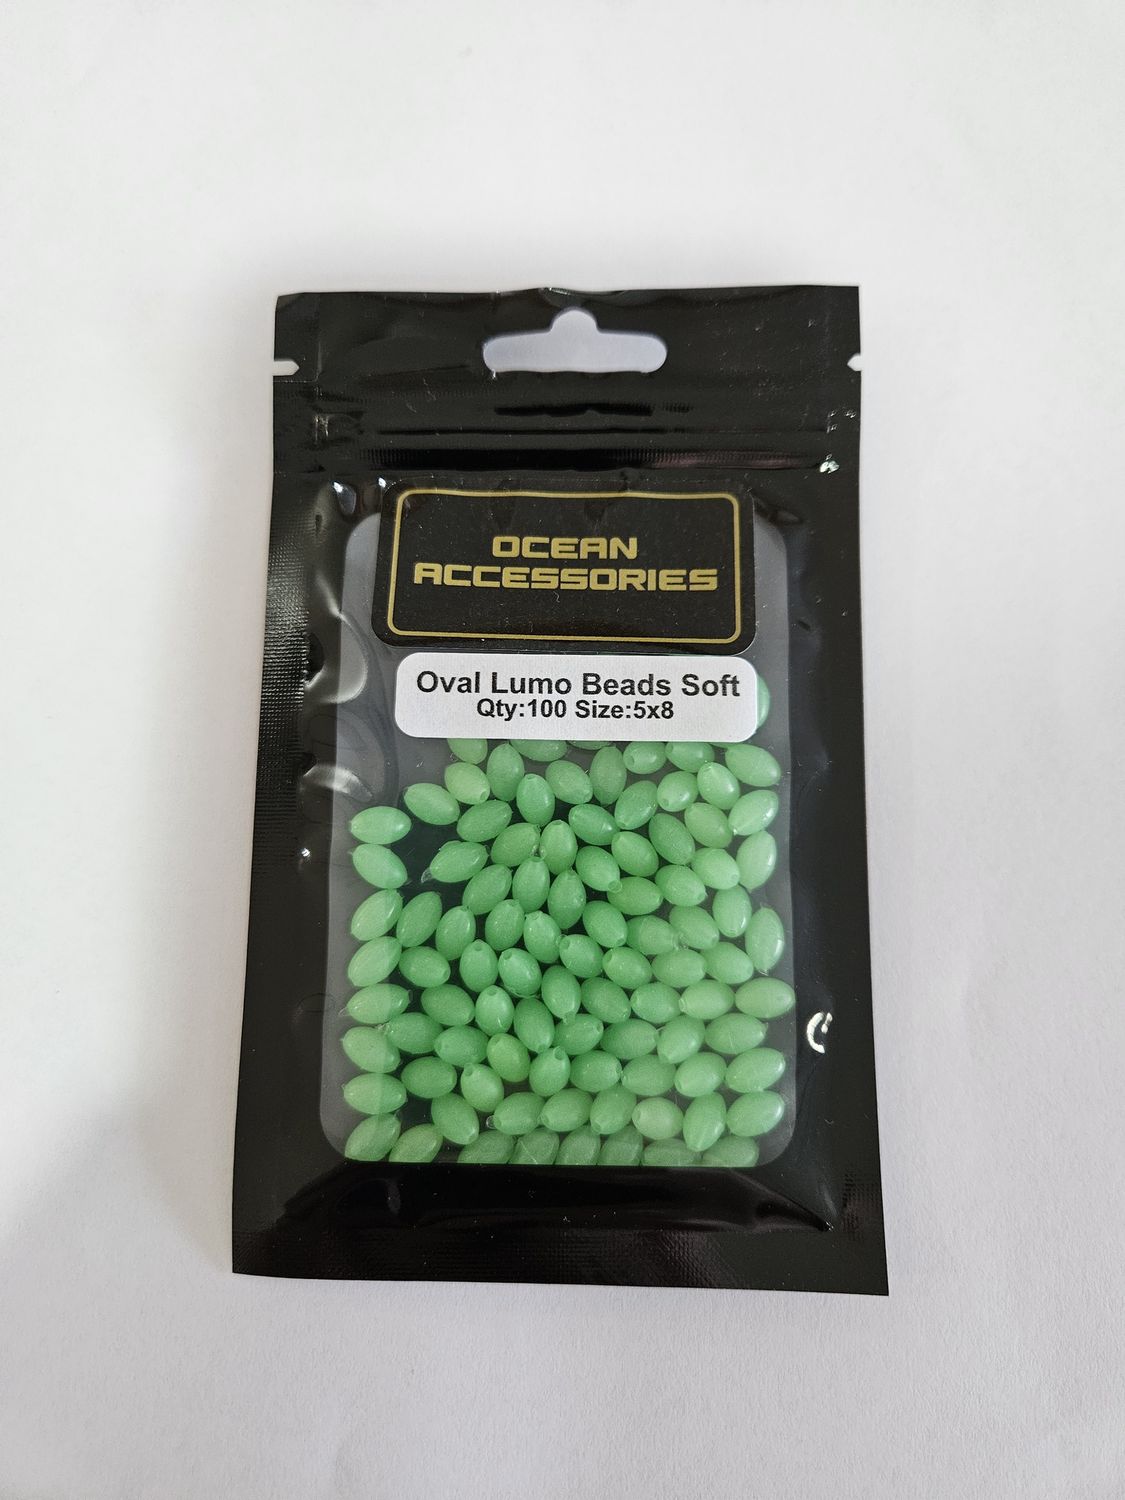 OCEAN
ACCESSORIES
Oval Lumo Beads Soft
Qty:100 Size:5x8